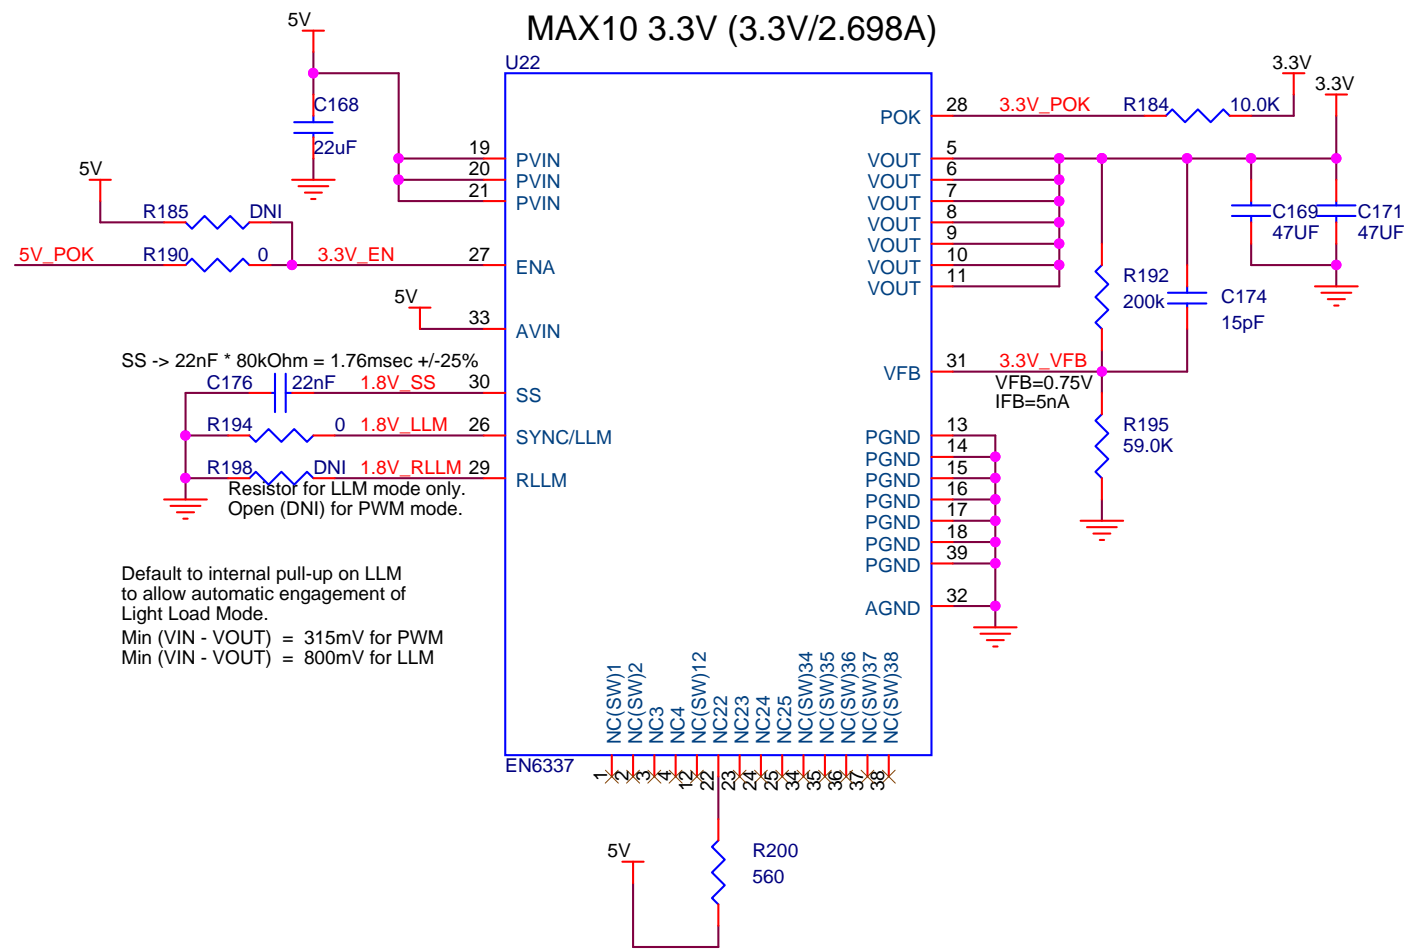 MAX10 3.3V (3.3V/2.698A)
5V
U22
C168
22uF
3.3V
3.3V
POK
28
3.3V_POK
R184
10.0K
19
PVIN
20
PVIN
21
PVIN
VOUT
5
VOUT
6
VOUT
7
VOUT
8
VOUT
9
VOUT
10
VOUT
11
C169
47UF
C171
47UF
5V
R185
DNI
5V_POK
R190
0
3.3V_EN
27
ENA
R192
200k
C174
15pF
5V
33
AVIN
SS -> 22nF * 80kOhm = 1.76msec +/-25%
C176
22nF
1.8V_SS
30
SS
VFB
31
3.3V_VFB
VFB=0.75V
IFB=5nA
R194
0
1.8V_LLM
26
SYNC/LLM
R195
59.0K
R198
DNI
1.8V_RLLM
29
RLLM
Resistor for LLM mode only.
Open (DNI) for PWM mode.
PGND
13
PGND
14
PGND
15
PGND
16
PGND
17
PGND
18
PGND
39
AGND
32
Default to internal pull-up on LLM
to allow automatic engagement of
Light Load Mode.
Min (VIN - VOUT) = 315mV for PWM
Min (VIN - VOUT) = 800mV for LLM
NC(SW)1
NC(SW)2
NC3
NC4
NC(SW)12
NC22
NC23
NC24
NC25
NC(SW)34
NC(SW)35
NC(SW)36
NC(SW)37
NC(SW)38
EN6337
1
2
3
4
12
22
23
24
25
34
35
36
37
38
5V
R200
560